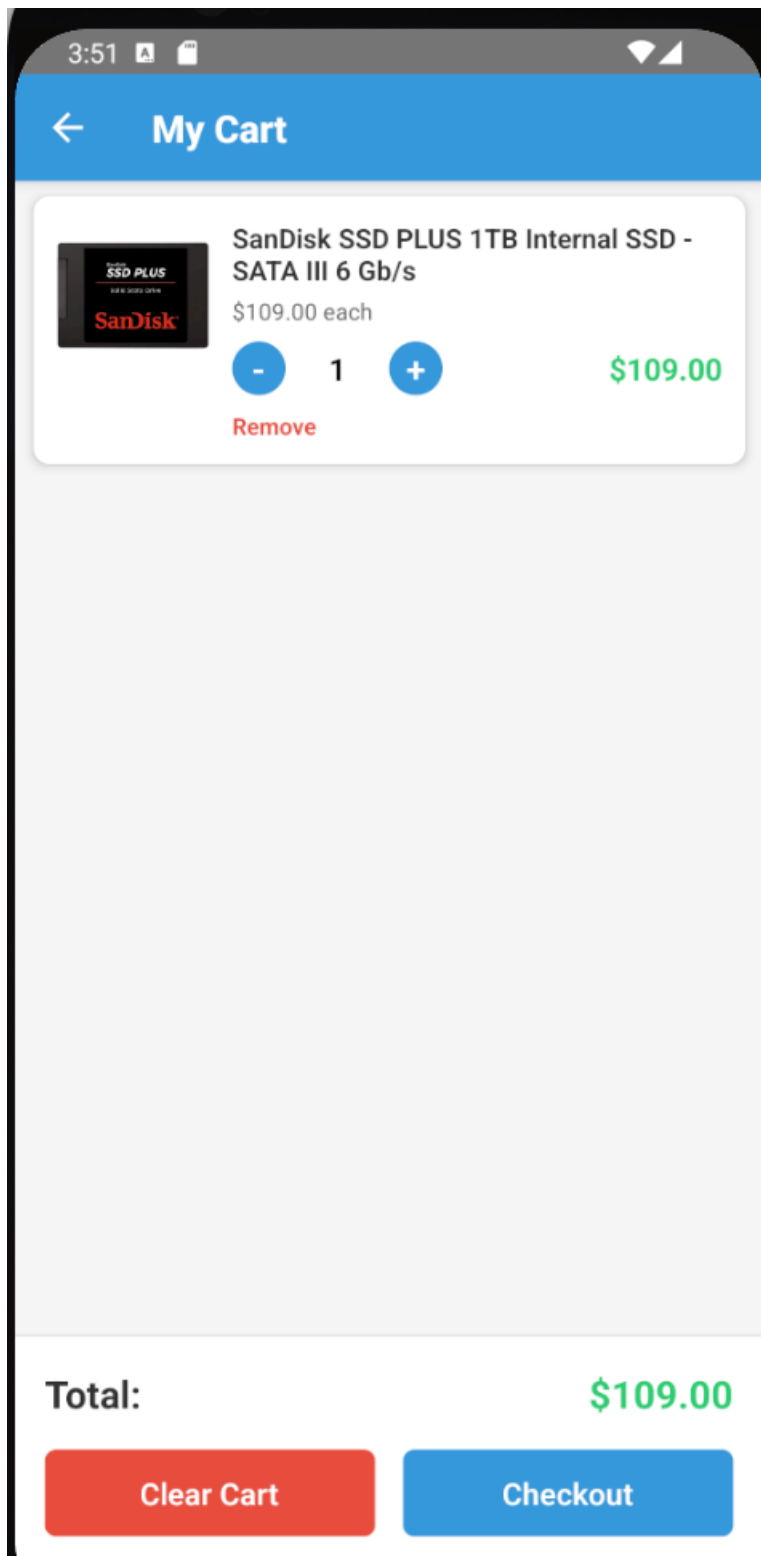 3:51
My Cart
SanDisk
SSD PLUS
SanDisk
SanDisk SSD PLUS 1TB Internal SSD -
SATA III 6 Gb/s
$109.00 each
- 1 + $109.00
Remove
Total: $109.00
Clear Cart Checkout